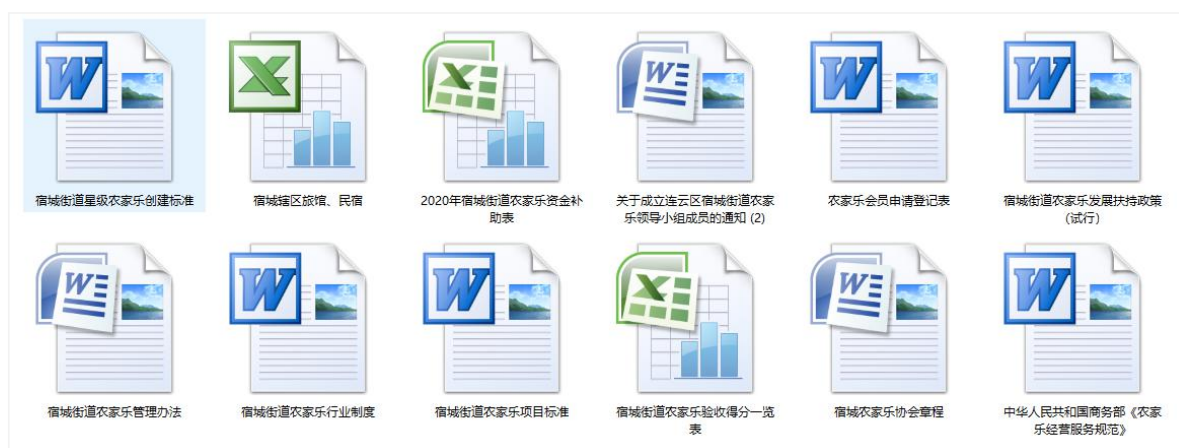 宿城街道星级农家乐创建标准
宿城辖区旅馆、民宿
2020年宿城街道农家乐资金补
助表
关于成立连云区宿城街道农家
乐领导小组成员的通知 (2)
农家乐会员申请登记表
宿城街道农家乐发展扶持政策
（试行）
宿城街道农家乐管理办法
宿城街道农家乐行业制度
宿城街道农家乐项目标准
宿城街道农家乐验收得分一览
表
宿城农家乐协会章程
中华人民共和国商务部《农家
乐经营服务规范》